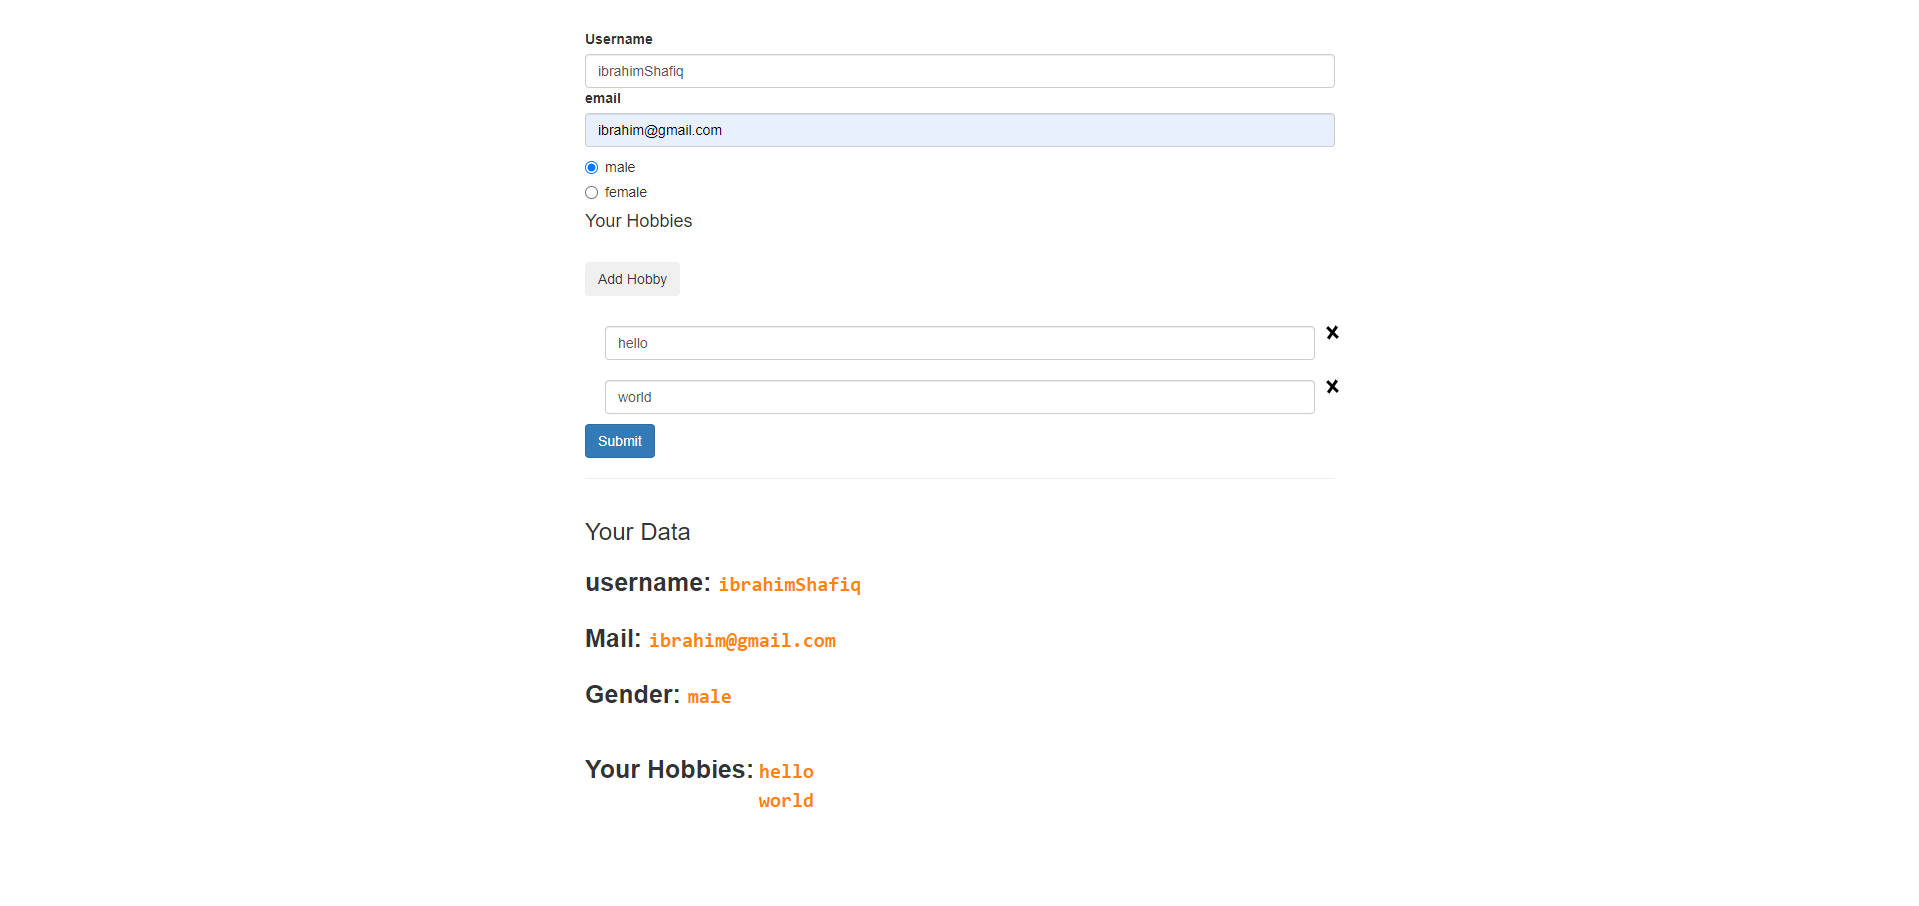 Username
ibrahimShafiq
email
ibrahim@gmail.com
male
female
Your Hobbies
Add Hobby
hello
world
Submit
Your Data
username: ibrahimShafiq
Mail: ibrahim@gmail.com
Gender: male
Your Hobbies: hello
world